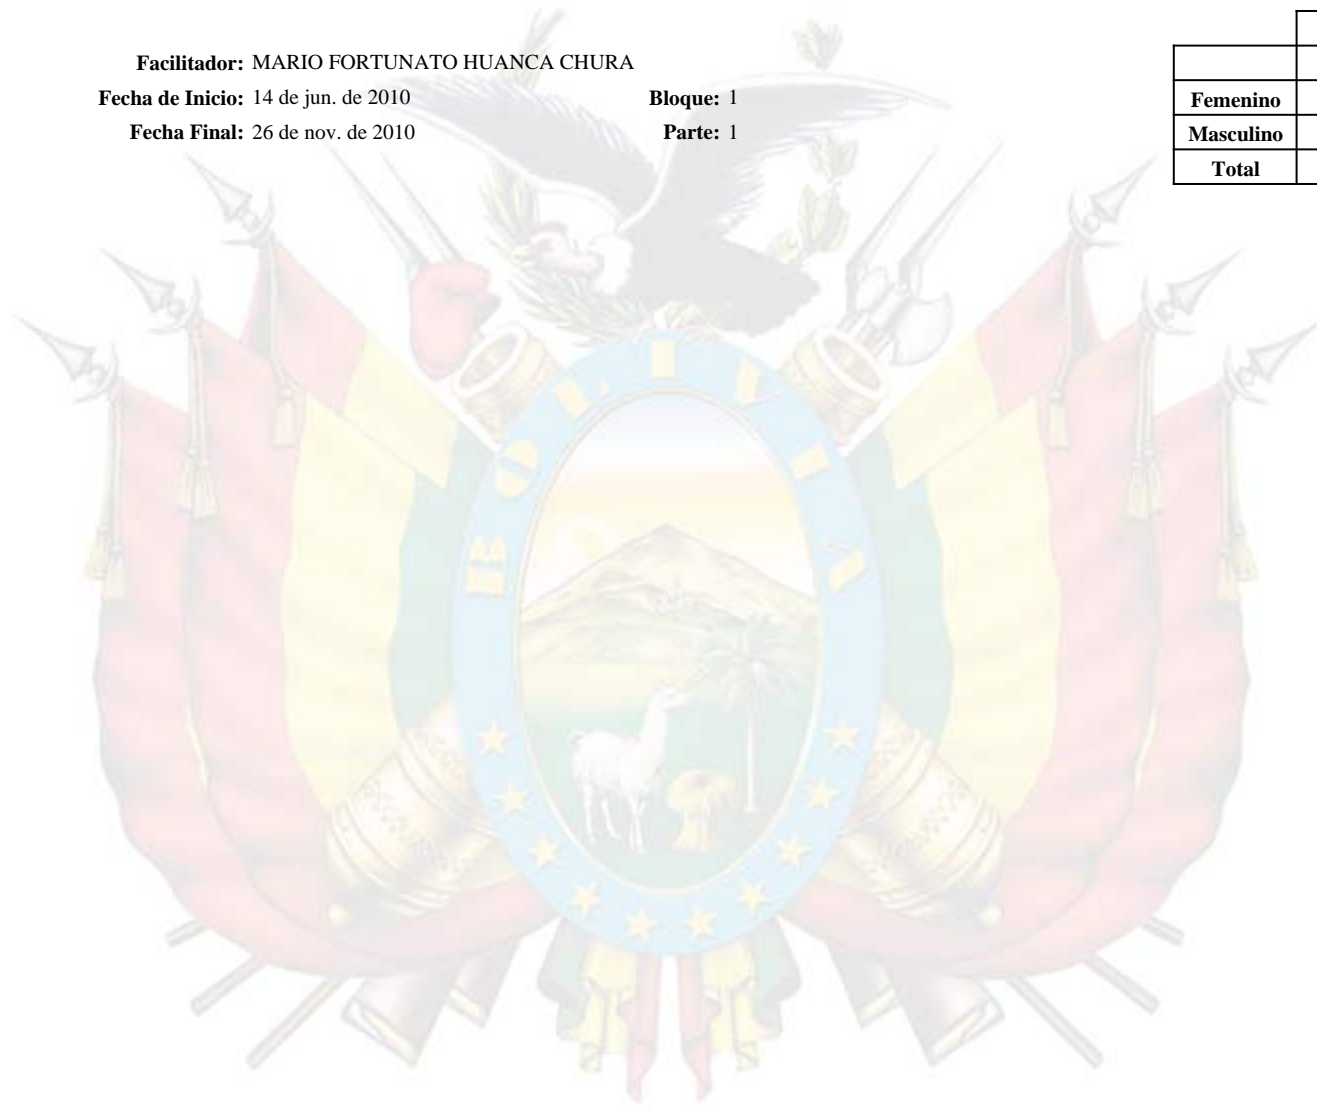 Facilitador: MARIO FORTUNATO HUANCA CHURA
Fecha de Inicio: 14 de jun. de 2010 Bloque: 1
Fecha Final: 26 de nov. de 2010 Parte: 1
Femenino
Masculino
Total
BOLIVIA